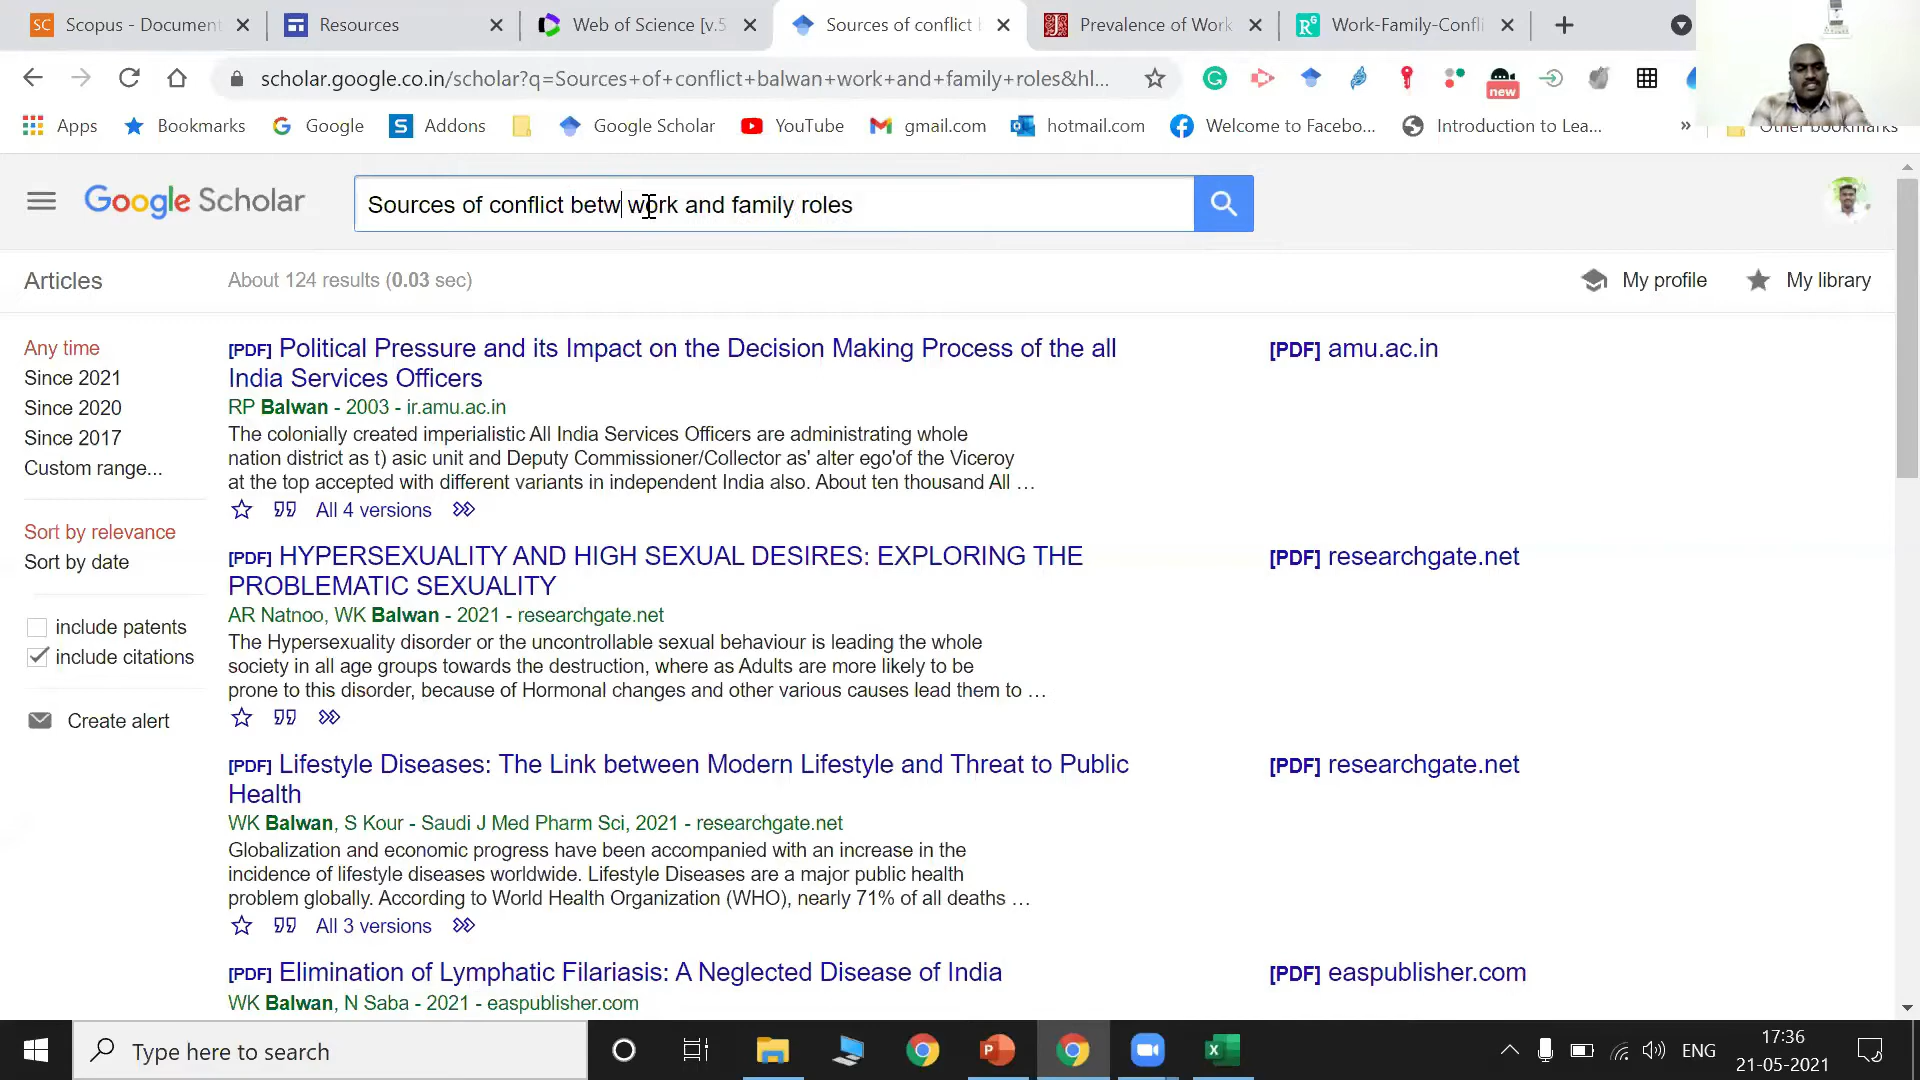 Scopus - Document
Resources
Web of Science [v.5
Sources of conflict
Prevalence of Work
Work-Family-Confli
scholar.google.co.in/scholar?q=Sources+of+conflict+balwan+work+and+family+roles&hl...
new
Apps
Bookmarks
Google
Addons
Google Scholar
YouTube
gmail.com
hotmail.com
Welcome to Facebo...
Introduction to Lea...
»
Other bookmarks
Google Scholar
Sources of conflict betw work and family roles
Articles
About 124 results (0.03 sec)
My profile
My library
Any time
Since 2021
Since 2020
Since 2017
Custom range...
Sort by relevance
Sort by date
include patents
include citations
Create alert
[PDF] Political Pressure and its Impact on the Decision Making Process of the all
India Services Officers
RP Balwan - 2003 - ir.amu.ac.in
The colonially created imperialistic All India Services Officers are administrating whole
nation district as t) asic unit and Deputy Commissioner/Collector as' alter ego'of the Viceroy
at the top accepted with different variants in independent India also. About ten thousand All …
All 4 versions
[PDF] amu.ac.in
[PDF] HYPERSEXUALITY AND HIGH SEXUAL DESIRES: EXPLORING THE
PROBLEMATIC SEXUALITY
AR Natnoo, WK Balwan - 2021 - researchgate.net
The Hypersexuality disorder or the uncontrollable sexual behaviour is leading the whole
society in all age groups towards the destruction, where as Adults are more likely to be
prone to this disorder, because of Hormonal changes and other various causes lead them to …
[PDF] researchgate.net
[PDF] Lifestyle Diseases: The Link between Modern Lifestyle and Threat to Public
Health
WK Balwan, S Kour - Saudi J Med Pharm Sci, 2021 - researchgate.net
Globalization and economic progress have been accompanied with an increase in the
incidence of lifestyle diseases worldwide. Lifestyle Diseases are a major public health
problem globally. According to World Health Organization (WHO), nearly 71% of all deaths …
All 3 versions
[PDF] researchgate.net
[PDF] Elimination of Lymphatic Filariasis: A Neglected Disease of India
WK Balwan, N Saba - 2021 - easpublisher.com
[PDF] easpublisher.com
Type here to search
ENG
17:36
21-05-2021